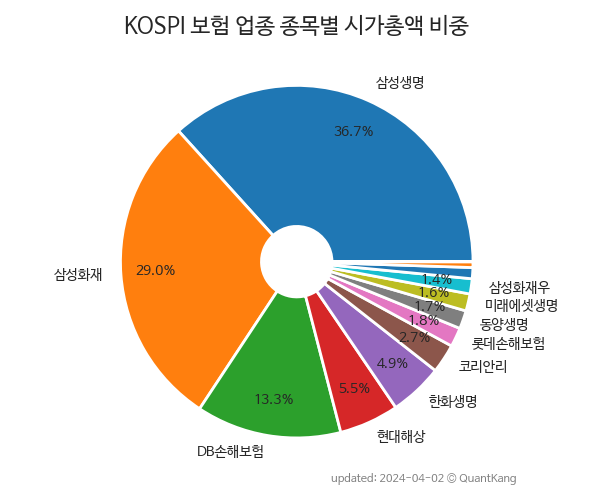 KOSPI 보험 업종 종목별 시가총액 비중
삼성생명
36.7%
삼성화재
29.0%
DB손해보험
13.3%
현대해상
5.5%
한화생명
4.9%
코리안리
2.7%
롯데손해보험
1.8%
동양생명
1.7%
미래에셋생명
1.6%
삼성화재우
1.4%
updated: 2024-04-02 © QuantKang